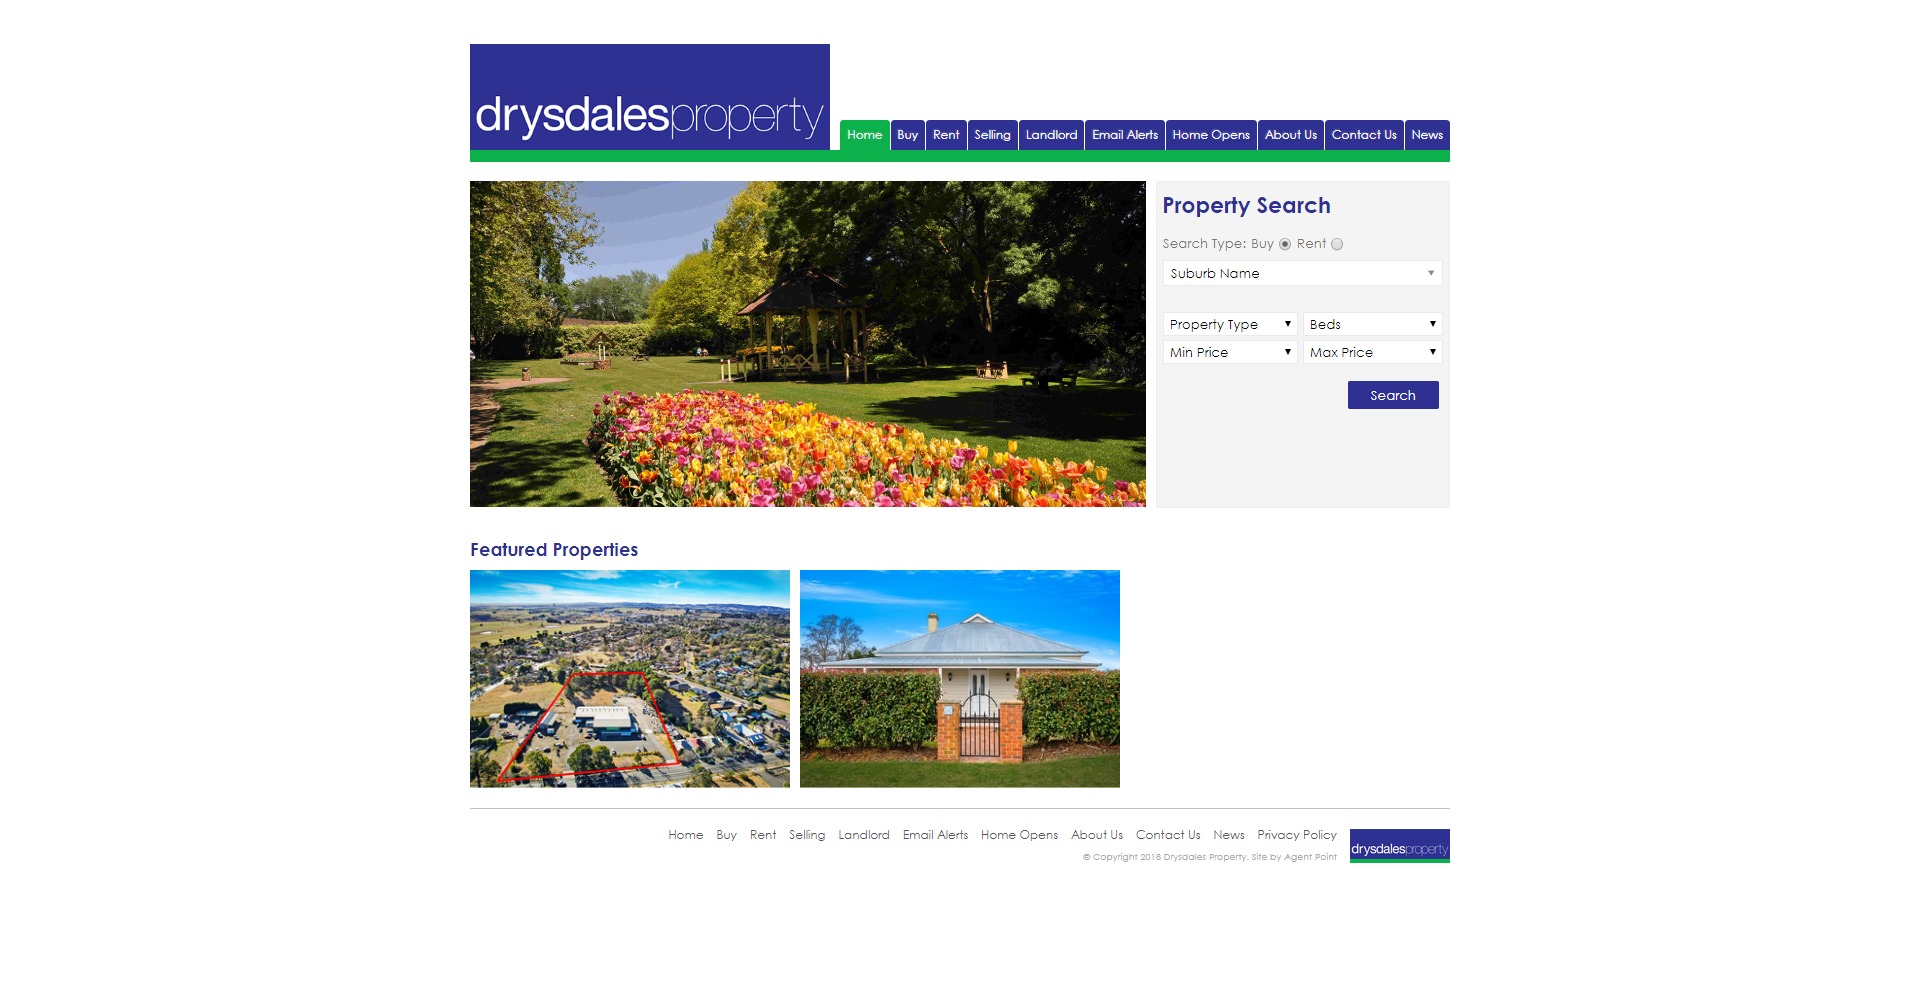 drysdalesproperty
Home Buy Rent Selling Landlord Email Alerts Home Opens About Us Contact Us News
Property Search
Search Type: Buy Rent
Suburb Name
Property Type Beds
Min Price Max Price
Search
Featured Properties
Home Buy Rent Selling Landlord Email Alerts Home Opens About Us Contact Us News Privacy Policy
© Copyright 2018 Drysdales Property. Site by Agent Point
drysdalesproperty